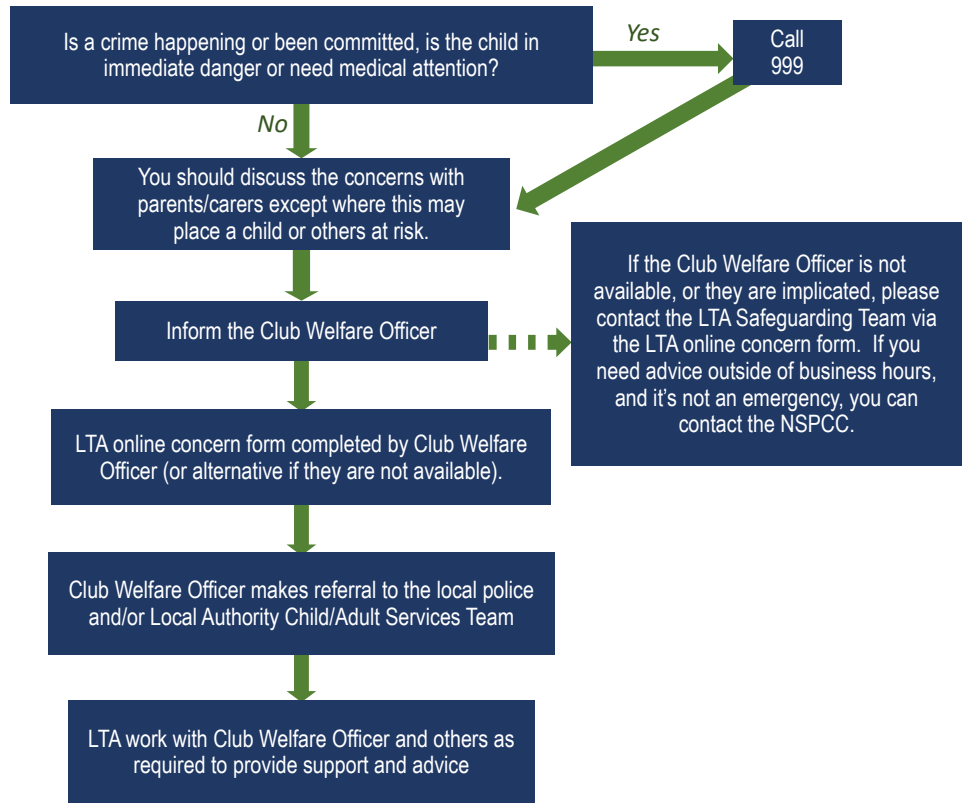 Is a crime happening or been committed, is the child in
immediate danger or need medical attention?
Yes
Call
999
No
You should discuss the concerns with
parents/carers except where this may
place a child or others at risk.
Inform the Club Welfare Officer
If the Club Welfare Officer is not
available, or they are implicated, please
contact the LTA Safeguarding Team via
the LTA online concern form.  If you
need advice outside of business hours,
and it's not an emergency, you can
contact the NSPCC.
LTA online concern form completed by Club Welfare
Officer (or alternative if they are not available).
Club Welfare Officer makes referral to the local police
and/or Local Authority Child/Adult Services Team
LTA work with Club Welfare Officer and others as
required to provide support and advice